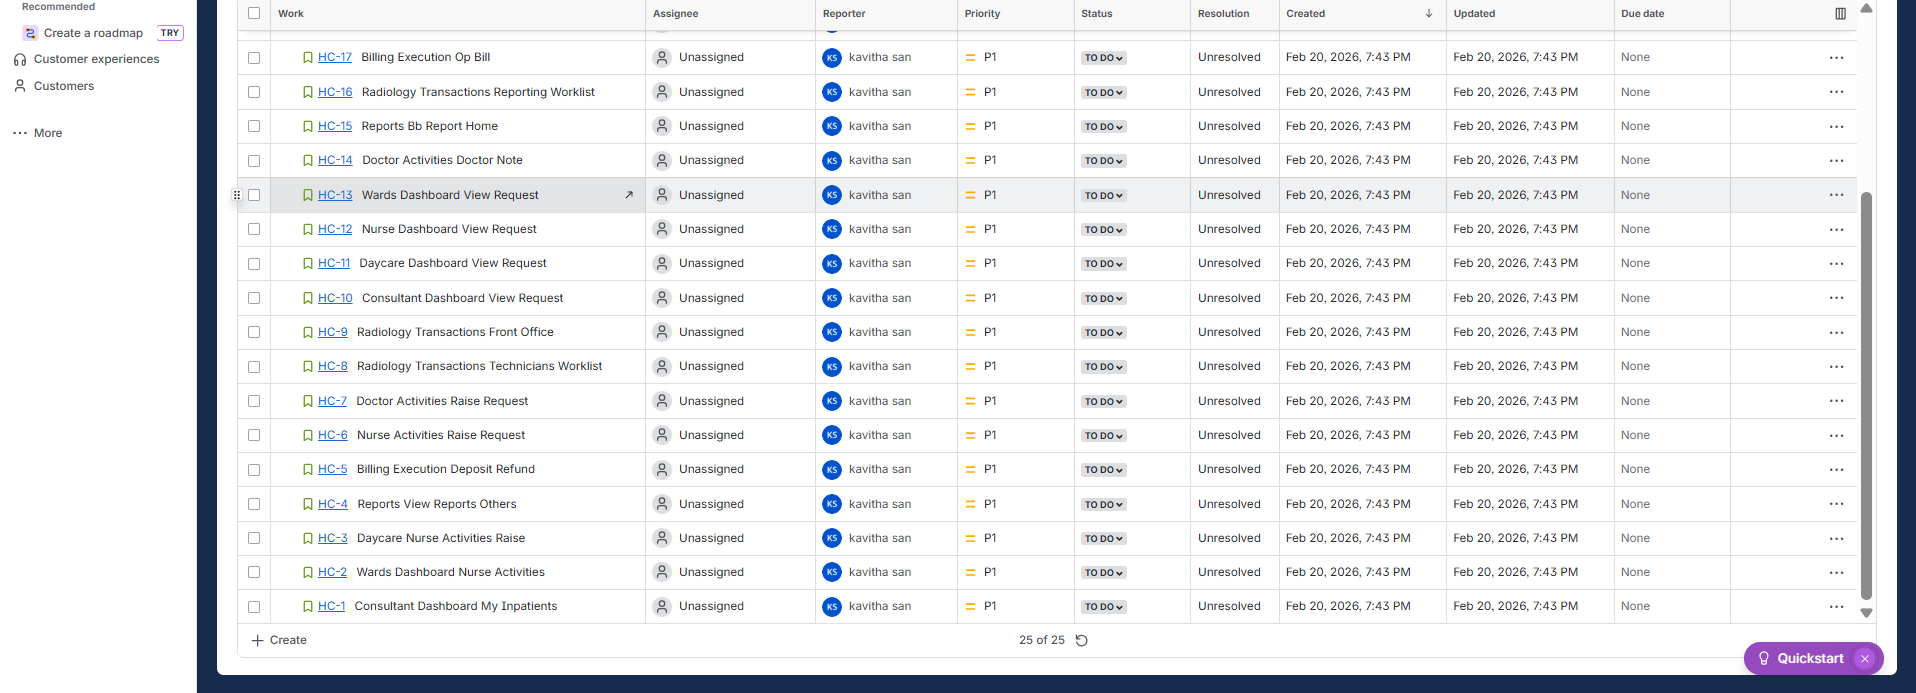 Recommended
Create a roadmap TRY
Customer experiences
Customers
More
Work Assignee Reporter Priority Status Resolution Created Updated Due date
HC-17 Billing Execution Op Bill Unassigned KS kavitha san P1 TO DO Unresolved Feb 20, 2026, 7:43 PM Feb 20, 2026, 7:43 PM None
HC-16 Radiology Transactions Reporting Worklist Unassigned KS kavitha san P1 TO DO Unresolved Feb 20, 2026, 7:43 PM Feb 20, 2026, 7:43 PM None
HC-15 Reports Bb Report Home Unassigned KS kavitha san P1 TO DO Unresolved Feb 20, 2026, 7:43 PM Feb 20, 2026, 7:43 PM None
HC-14 Doctor Activities Doctor Note Unassigned KS kavitha san P1 TO DO Unresolved Feb 20, 2026, 7:43 PM Feb 20, 2026, 7:43 PM None
HC-13 Wards Dashboard View Request Unassigned KS kavitha san P1 TO DO Unresolved Feb 20, 2026, 7:43 PM Feb 20, 2026, 7:43 PM None
HC-12 Nurse Dashboard View Request Unassigned KS kavitha san P1 TO DO Unresolved Feb 20, 2026, 7:43 PM Feb 20, 2026, 7:43 PM None
HC-11 Daycare Dashboard View Request Unassigned KS kavitha san P1 TO DO Unresolved Feb 20, 2026, 7:43 PM Feb 20, 2026, 7:43 PM None
HC-10 Consultant Dashboard View Request Unassigned KS kavitha san P1 TO DO Unresolved Feb 20, 2026, 7:43 PM Feb 20, 2026, 7:43 PM None
HC-9 Radiology Transactions Front Office Unassigned KS kavitha san P1 TO DO Unresolved Feb 20, 2026, 7:43 PM Feb 20, 2026, 7:43 PM None
HC-8 Radiology Transactions Technicians Worklist Unassigned KS kavitha san P1 TO DO Unresolved Feb 20, 2026, 7:43 PM Feb 20, 2026, 7:43 PM None
HC-7 Doctor Activities Raise Request Unassigned KS kavitha san P1 TO DO Unresolved Feb 20, 2026, 7:43 PM Feb 20, 2026, 7:43 PM None
HC-6 Nurse Activities Raise Request Unassigned KS kavitha san P1 TO DO Unresolved Feb 20, 2026, 7:43 PM Feb 20, 2026, 7:43 PM None
HC-5 Billing Execution Deposit Refund Unassigned KS kavitha san P1 TO DO Unresolved Feb 20, 2026, 7:43 PM Feb 20, 2026, 7:43 PM None
HC-4 Reports View Reports Others Unassigned KS kavitha san P1 TO DO Unresolved Feb 20, 2026, 7:43 PM Feb 20, 2026, 7:43 PM None
HC-3 Daycare Nurse Activities Raise Unassigned KS kavitha san P1 TO DO Unresolved Feb 20, 2026, 7:43 PM Feb 20, 2026, 7:43 PM None
HC-2 Wards Dashboard Nurse Activities Unassigned KS kavitha san P1 TO DO Unresolved Feb 20, 2026, 7:43 PM Feb 20, 2026, 7:43 PM None
HC-1 Consultant Dashboard My Inpatients Unassigned KS kavitha san P1 TO DO Unresolved Feb 20, 2026, 7:43 PM Feb 20, 2026, 7:43 PM None
Create 25 of 25
Quickstart